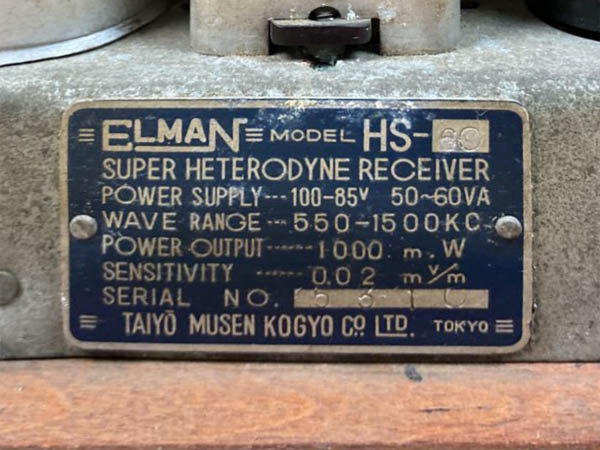 ELMAN MODEL HS-
SUPER HETERODYNE RECEIVER
POWER SUPPLY --- 100-85V 50~60VA
WAVE RANGE --- 550-1500KC
POWER OUTPUT ---- 1000 m.W
SENSITIVITY ------ 0.02 mV/m
SERIAL NO.
TAIYŌ MUSEN KOGYO Co LTD. TOKYO